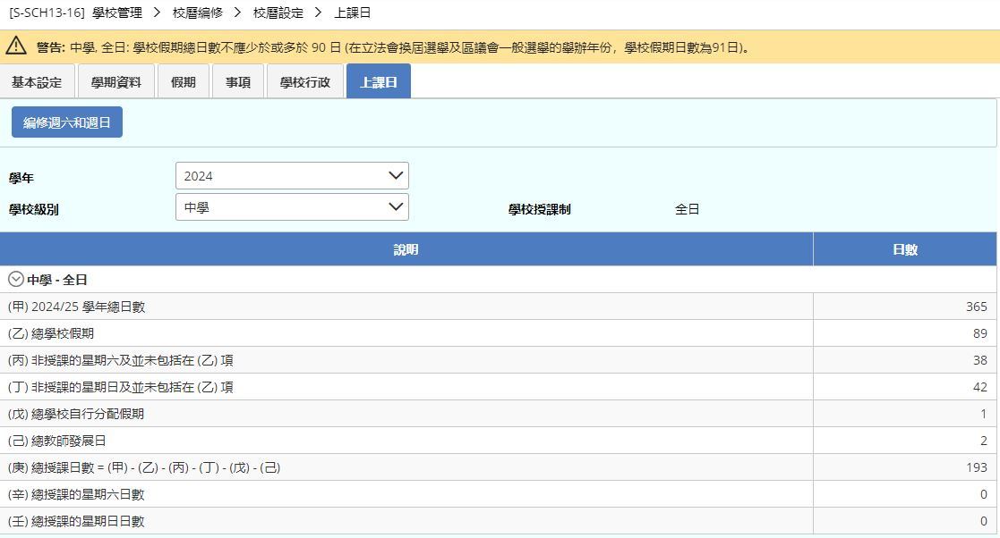 [S-SCH13-16] 學校管理 > 校曆編修 > 校曆設定 > 上課日
警告: 中學, 全日: 學校假期總日數不應少於或多於 90 日 (在立法會換屆選舉及區議會一般選舉的舉辦年份，學校假期日數為91日)。
基本設定 學期資料 假期 事項 學校行政 上課日
編修週六和週日
學年 2024
學校級別 中學 學校授課制 全日
說明 日數
中學 - 全日
(甲) 2024/25 學年總日數 365
(乙) 總學校假期 89
(丙) 非授課的星期六及並未包括在 (乙) 項 38
(丁) 非授課的星期日及並未包括在 (乙) 項 42
(戊) 總學校自行分配假期 1
(己) 總教師發展日 2
(庚) 總授課日數 = (甲) - (乙) - (丙) - (丁) - (戊) - (己) 193
(辛) 總授課的星期六日數 0
(壬) 總授課的星期日日數 0